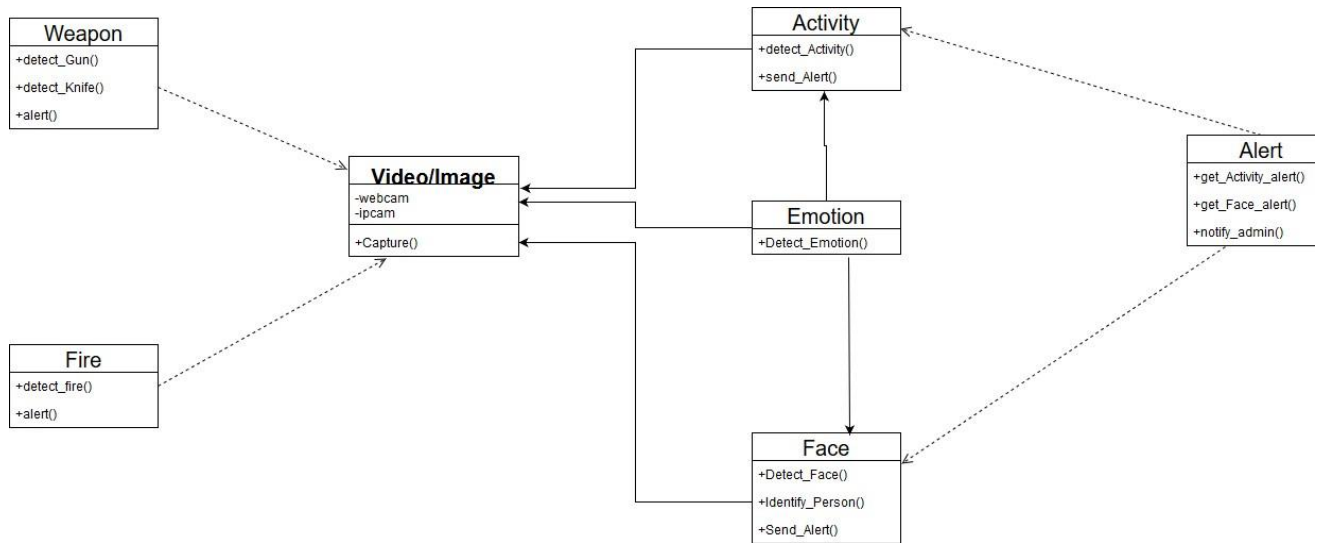 Weapon
+detect_Gun()
+detect_Knife()
+alert()
Video/Image
-webcam
-ipcam
+Capture()
Fire
+detect_fire()
+alert()
Activity
+detect_Activity()
+send_Alert()
Emotion
+Detect_Emotion()
Face
+Detect_Face()
+Identify_Person()
+Send_Alert()
Alert
+get_Activity_alert()
+get_Face_alert()
+notify_admin()